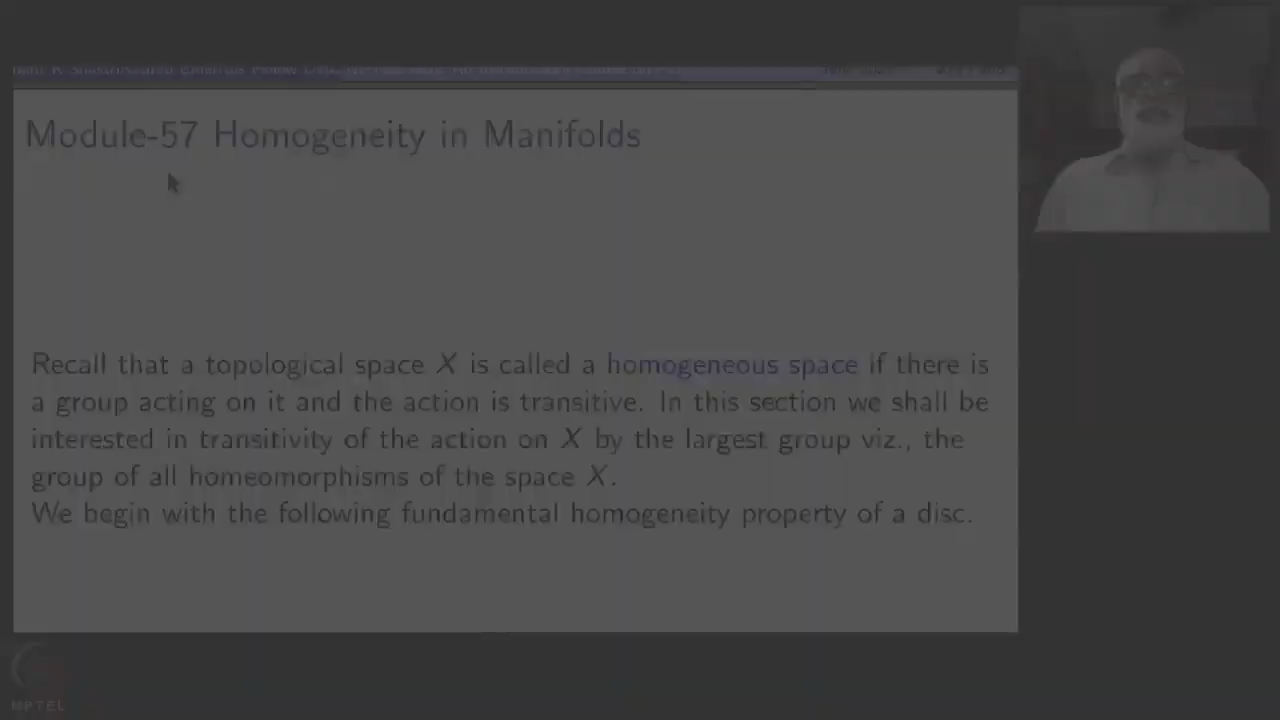 Module-57 Homogeneity in Manifolds
Recall that a topological space X is called a homogeneous space if there is
a group acting on it and the action is transitive. In this section we shall be
interested in transitivity of the action on X by the largest group viz., the
group of all homeomorphisms of the space X.
We begin with the following fundamental homogeneity property of a disc.
NPTEL